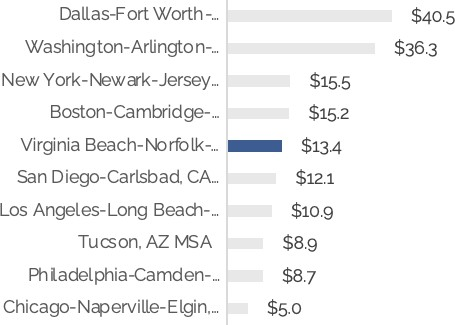 Dallas-Fort Worth-... $40.5
Washington-Arlington-... $36.3
New York-Newark-Jersey... $15.5
Boston-Cambridge-... $15.2
Virginia Beach-Norfolk-... $13.4
San Diego-Carlsbad, CA... $12.1
Los Angeles-Long Beach-... $10.9
Tucson, AZ MSA $8.9
Philadelphia-Camden-... $8.7
Chicago-Naperville-Elgin,... $5.0